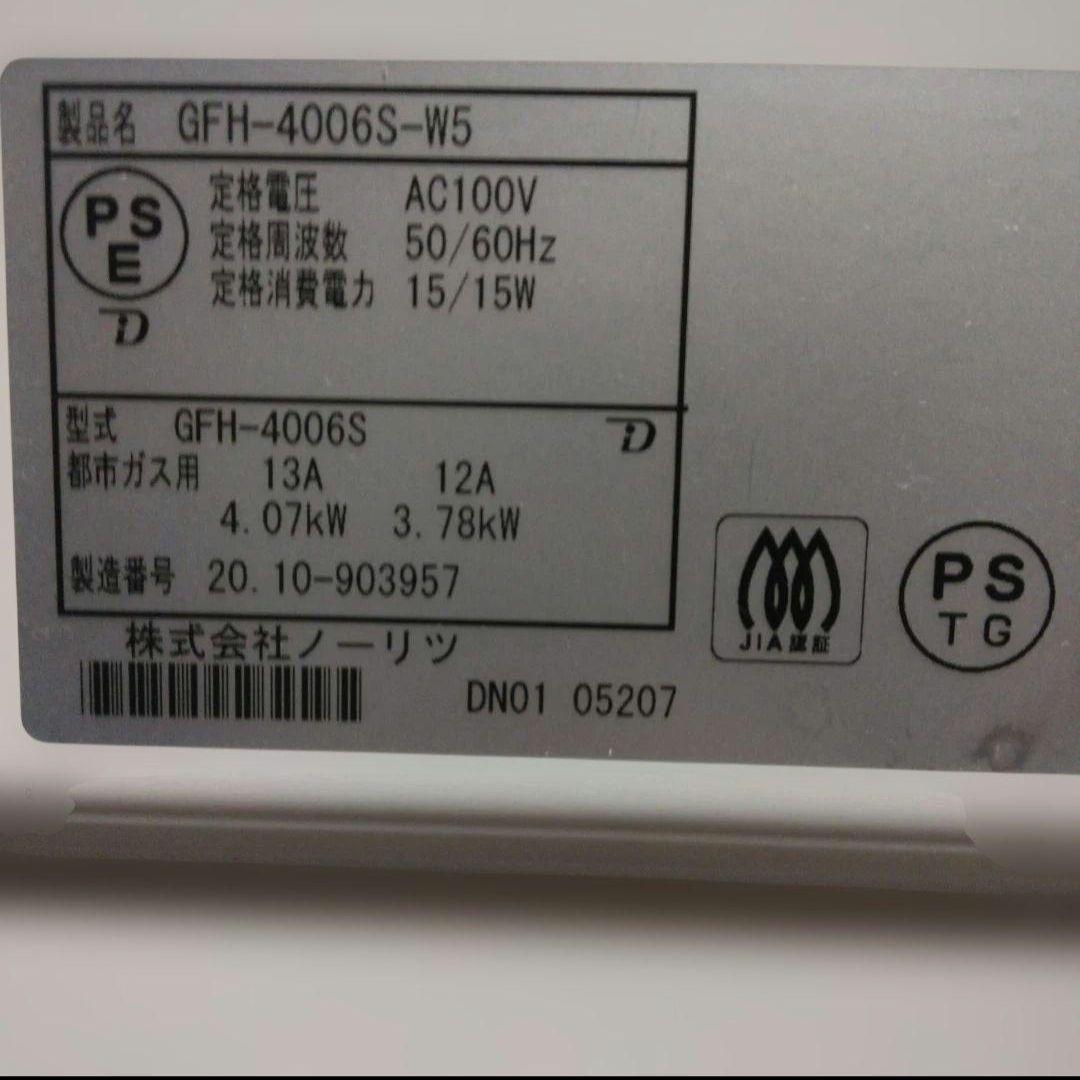 製品名 GFH-4006S-W5
PS
E
定格電圧 AC100V
定格周波数 50/60Hz
定格消費電力 15/15W
型式 GFH-4006S
都市ガス用 13A 12A
4.07kW 3.78kW
製造番号 20.10-903957
株式会社ノーリツ
DN01 05207
JIA認証
PS
TG